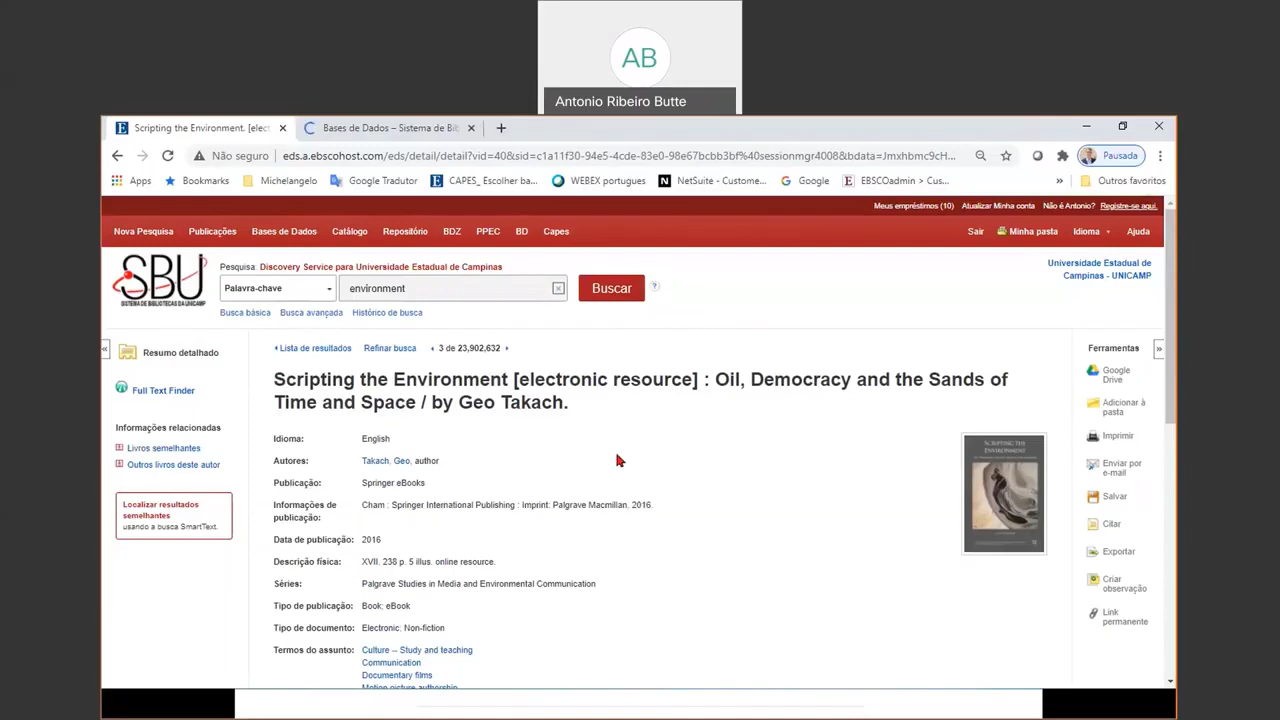 AB
Antonio Ribeiro Butte
Scripting the Environment. [elect
Bases de Dados – Sistema de Bib
Não seguro
eds.a.ebscohost.com/eds/detail/detail?vid=40&sid=c1a11f30-94e5-4cde-83e0-98e67bcbb3bf%40sessionmgr4008&bdata=Jmxhbmc9cH...
Pausada
Apps
Bookmarks
Michelangelo
Google Tradutor
CAPES_ Escolher ba...
WEBEX portugues
NetSuite - Custome...
Google
EBSCOadmin > Cus...
»
Outros favoritos
Meus empréstimos (10)
Atualizar Minha conta
Não é Antonio?
Registre-se aqui.
Nova Pesquisa
Publicações
Bases de Dados
Catálogo
Repositório
BDZ
PPEC
BD
Capes
Sair
Minha pasta
Idioma
Ajuda
SBU
SISTEMA DE BIBLIOTECAS DA UNICAMP
Pesquisa: Discovery Service para Universidade Estadual de Campinas
Palavra-chave
environment
Buscar
?
Busca básica
Busca avançada
Histórico de busca
Universidade Estadual de
Campinas - UNICAMP
«
Resumo detalhado
Full Text Finder
Informações relacionadas
Livros semelhantes
Outros livros deste autor
Localizar resultados
semelhantes
usando a busca SmartText.
Lista de resultados
Refinar busca
3 de 23,902,632
Scripting the Environment [electronic resource] : Oil, Democracy and the Sands of
Time and Space / by Geo Takach.
Idioma: English
Autores: Takach, Geo, author
Publicação: Springer eBooks
Informações de Cham : Springer International Publishing : Imprint: Palgrave Macmillan, 2016.
publicação:
Data de publicação: 2016
Descrição física: XVII, 238 p. 5 illus. online resource.
Séries: Palgrave Studies in Media and Environmental Communication
Tipo de publicação: Book; eBook
Tipo de documento: Electronic; Non-fiction
Termos do assunto: Culture -- Study and teaching
Communication
Documentary films
Motion picture authorship
SCRIPTING THE
ENVIRONMENT
Ferramentas
»
Google
Drive
Adicionar à
pasta
Imprimir
Enviar por
e-mail
Salvar
Citar
Exportar
Criar
observação
Link
permanente